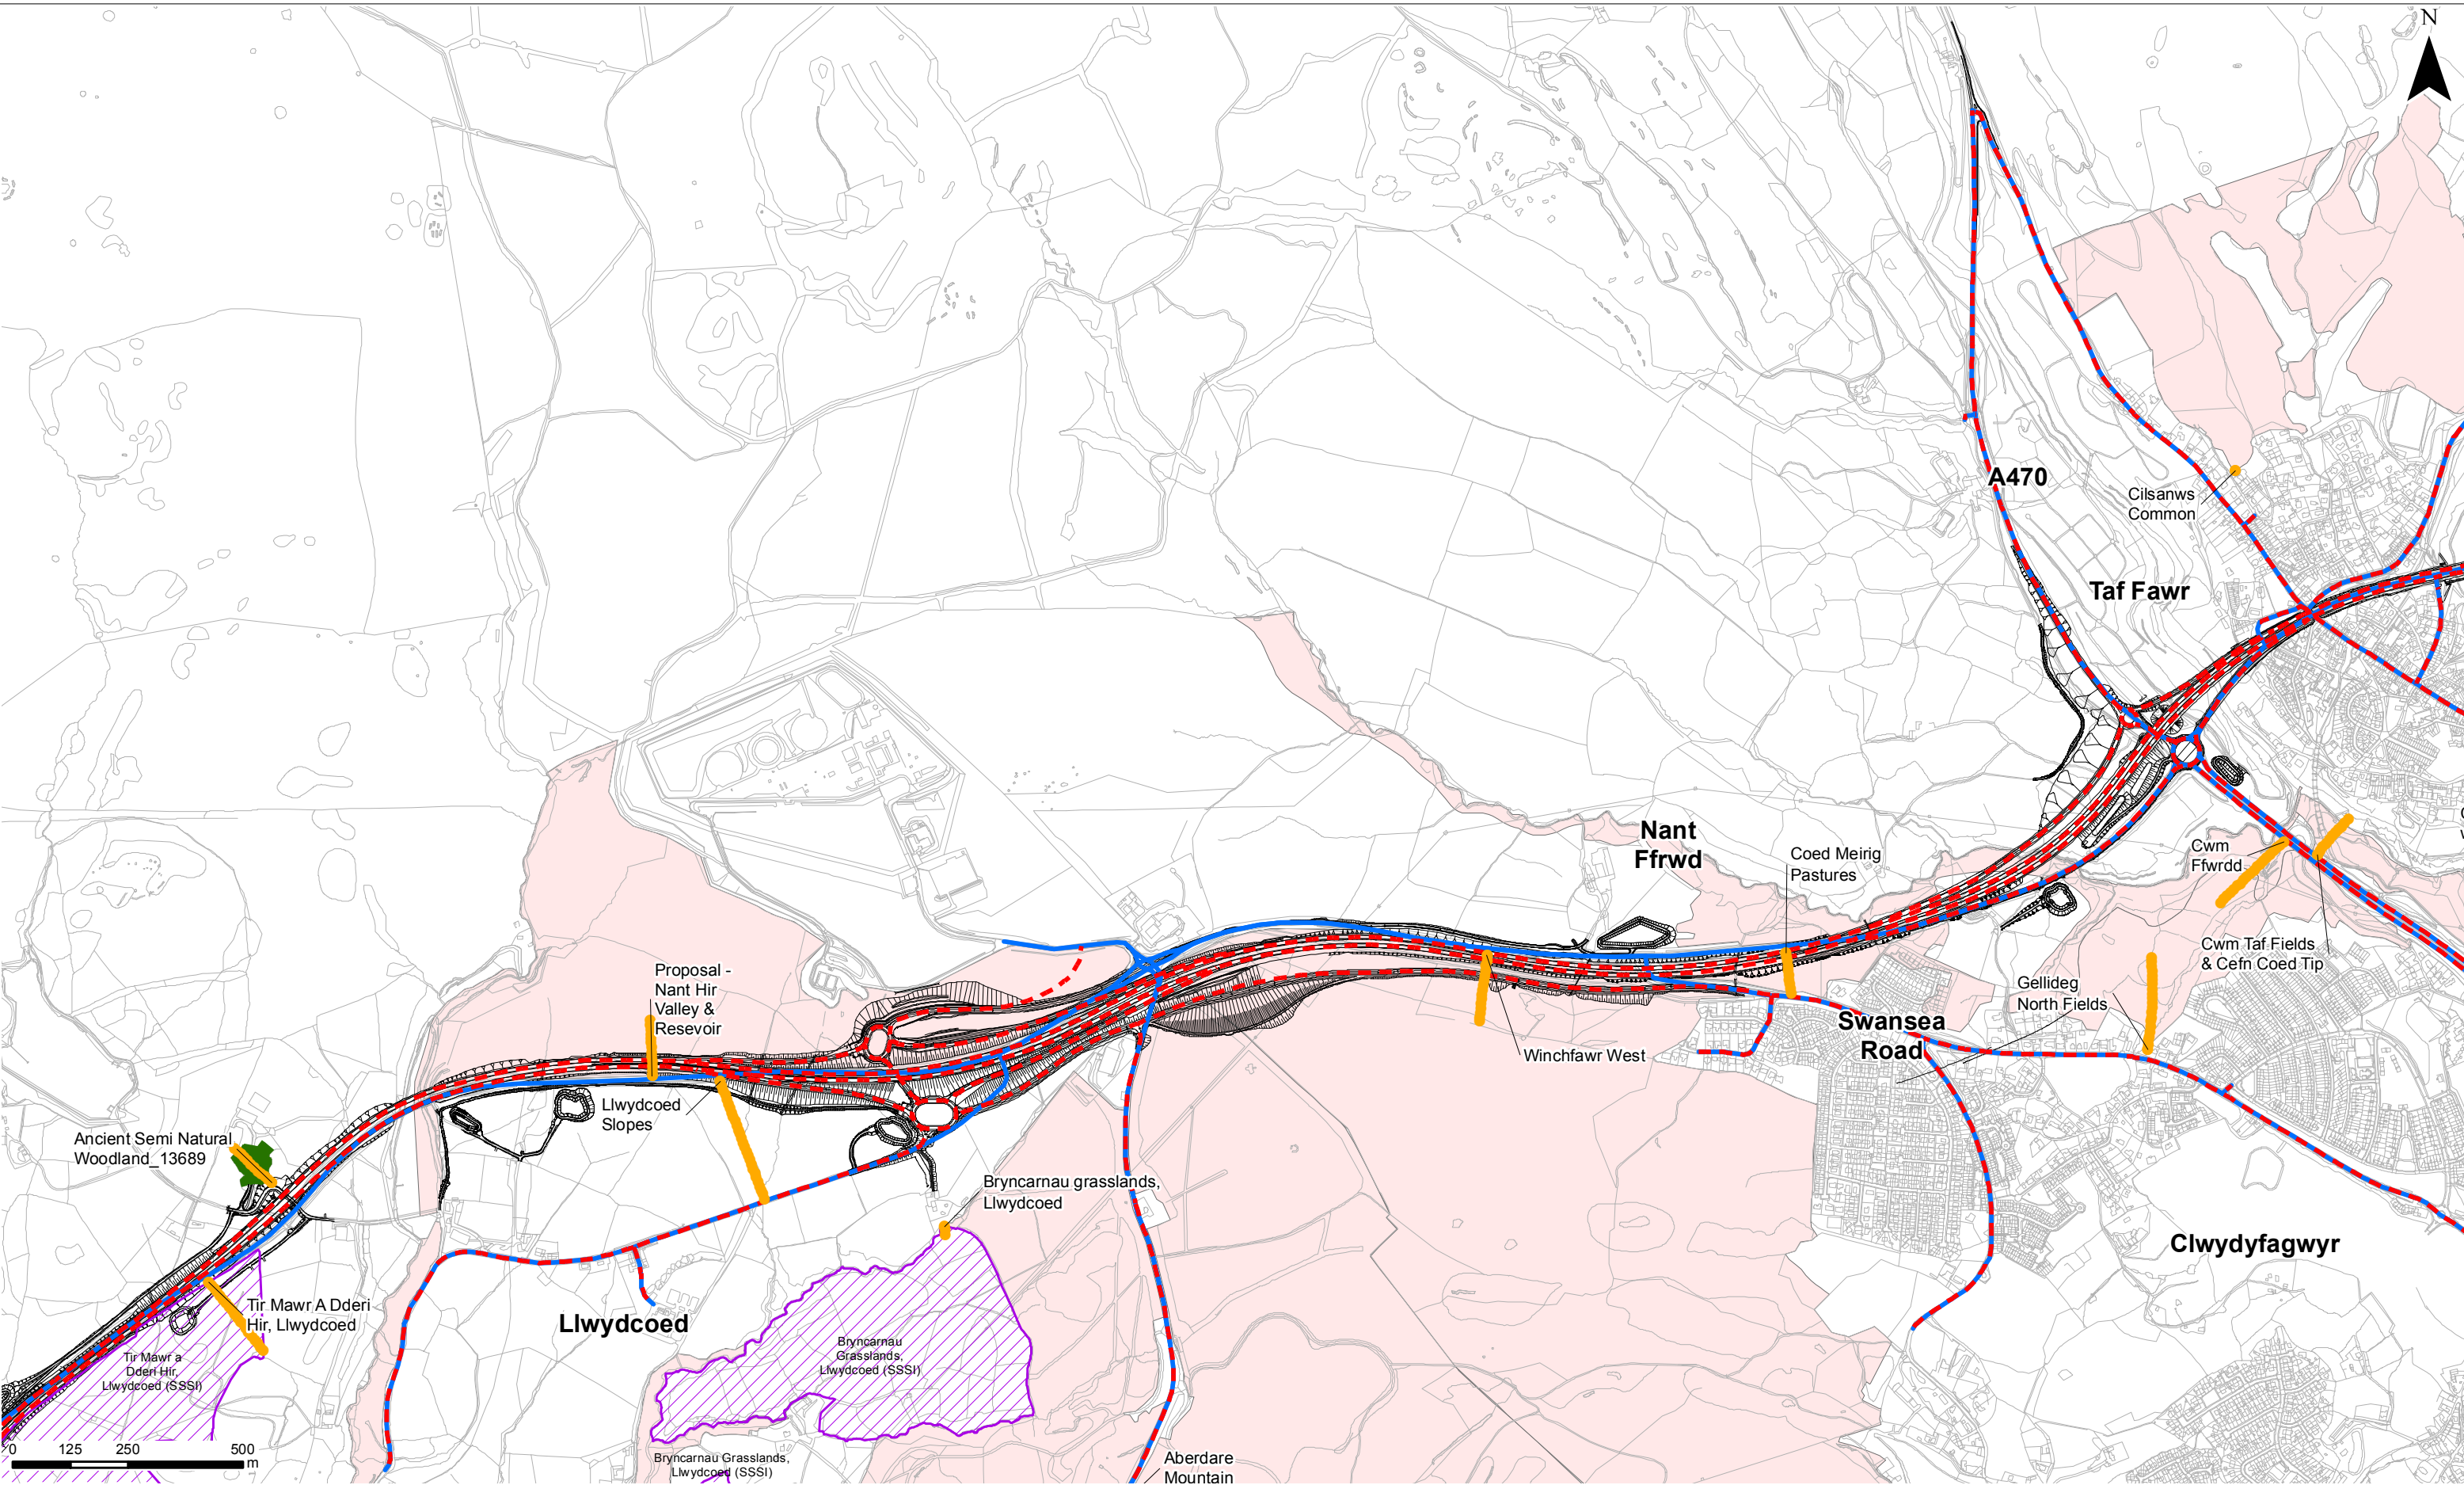 N
A470
Cilsanws
Common
Taf Fawr
Nant
Ffrwd
Coed Meirig
Pastures
Cwm
Ffwrdd
Cwm Taf Fields
& Cefn Coed Tip
Gellideg
North Fields
Proposal -
Nant Hir
Valley &
Resevoir
Swansea
Road
Winchfawr West
Llwydcoed
Slopes
Ancient Semi Natural
Woodland_13689
Bryncarnau grasslands,
Llwydcoed
Clwydyfagwyr
Tir Mawr A Dderi
Hir, Llwydcoed
Llwydcoed
Bryncarnau
Grasslands,
Llwydcoed (SSSI)
Tir Mawr a
Dderi Hir,
Llwydcoed (SSSI)
Bryncarnau Grasslands,
Llwydcoed (SSSI)
Aberdare
Mountain
0 125 250 500
m